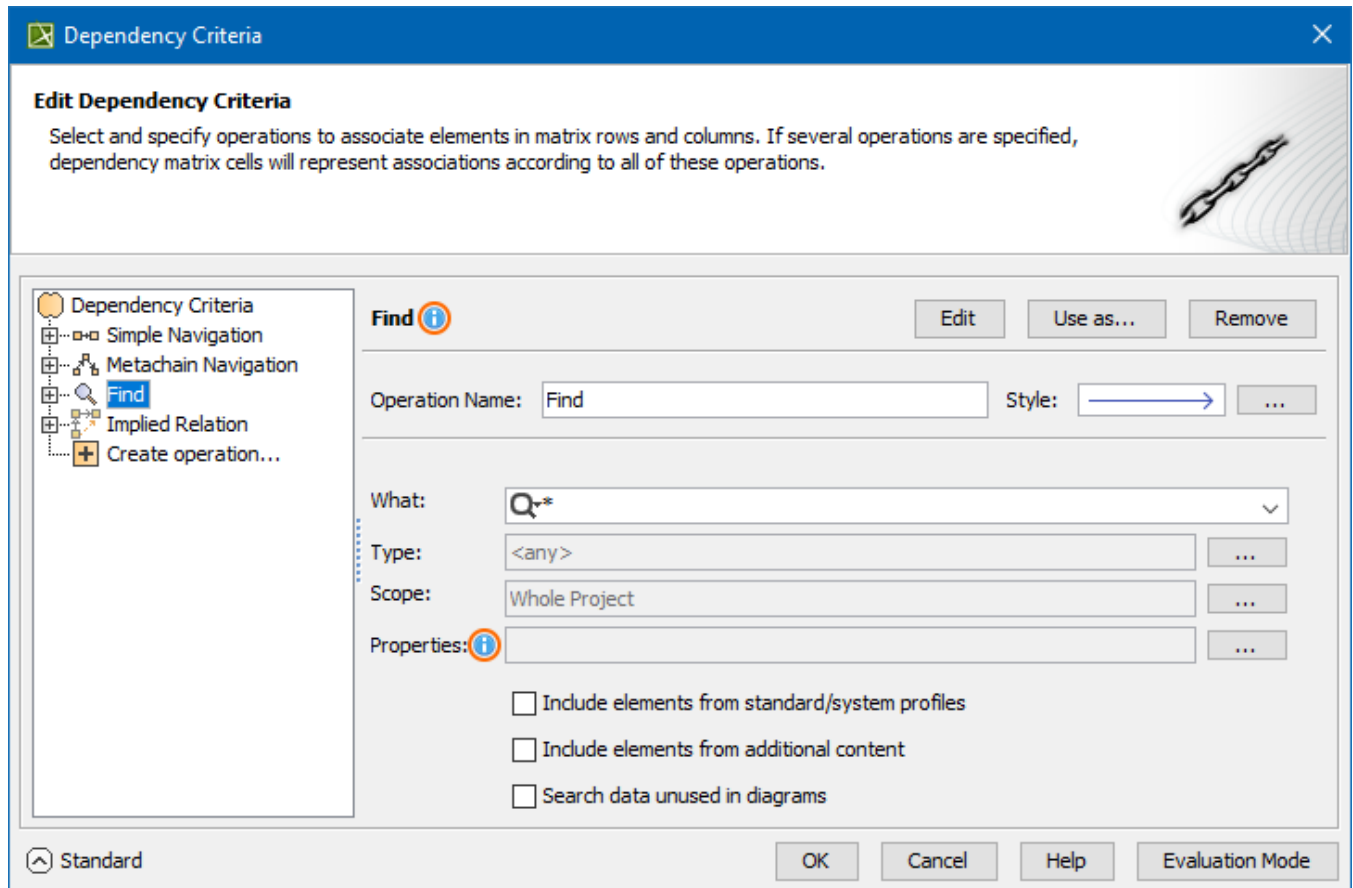 Dependency Criteria
Edit Dependency Criteria
Select and specify operations to associate elements in matrix rows and columns. If several operations are specified,
dependency matrix cells will represent associations according to all of these operations.
Dependency Criteria
Simple Navigation
Metachain Navigation
Find
Implied Relation
Create operation...
Find
Edit
Use as...
Remove
Operation Name: Find
Style:
...
What: *
Type: <any> ...
Scope: Whole Project ...
Properties: ...
Include elements from standard/system profiles
Include elements from additional content
Search data unused in diagrams
Standard
OK
Cancel
Help
Evaluation Mode